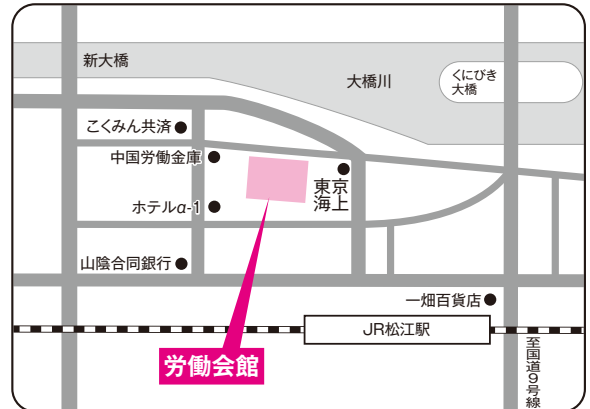 新大橋
大橋川
くにびき
大橋
こくみん共済
中国労働金庫
東京
海上
ホテルα-1
山陰合同銀行
一畑百貨店
JR松江駅
労働会館
至国道9号線